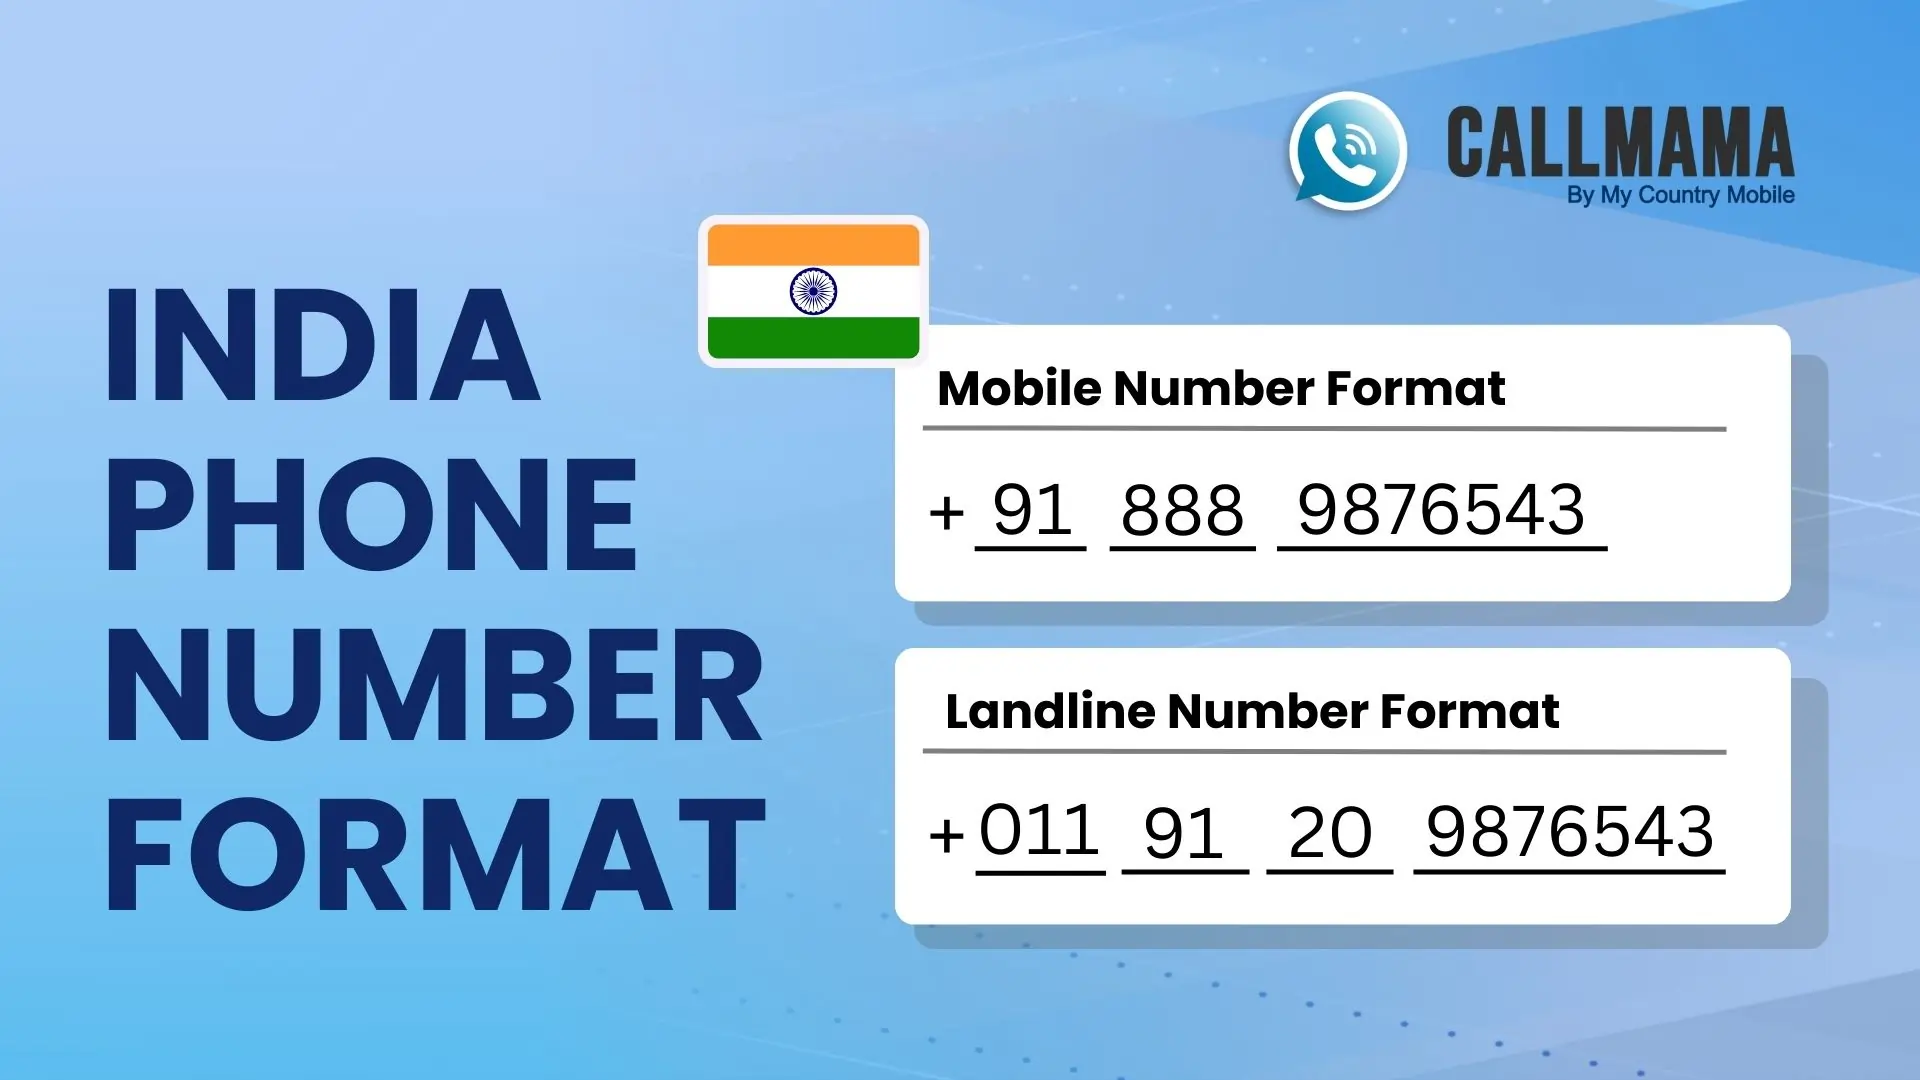 CALLMAMA
By My Country Mobile
INDIA
PHONE
NUMBER
FORMAT
Mobile Number Format
+ 91 888 9876543
Landline Number Format
+ 011 91 20 9876543